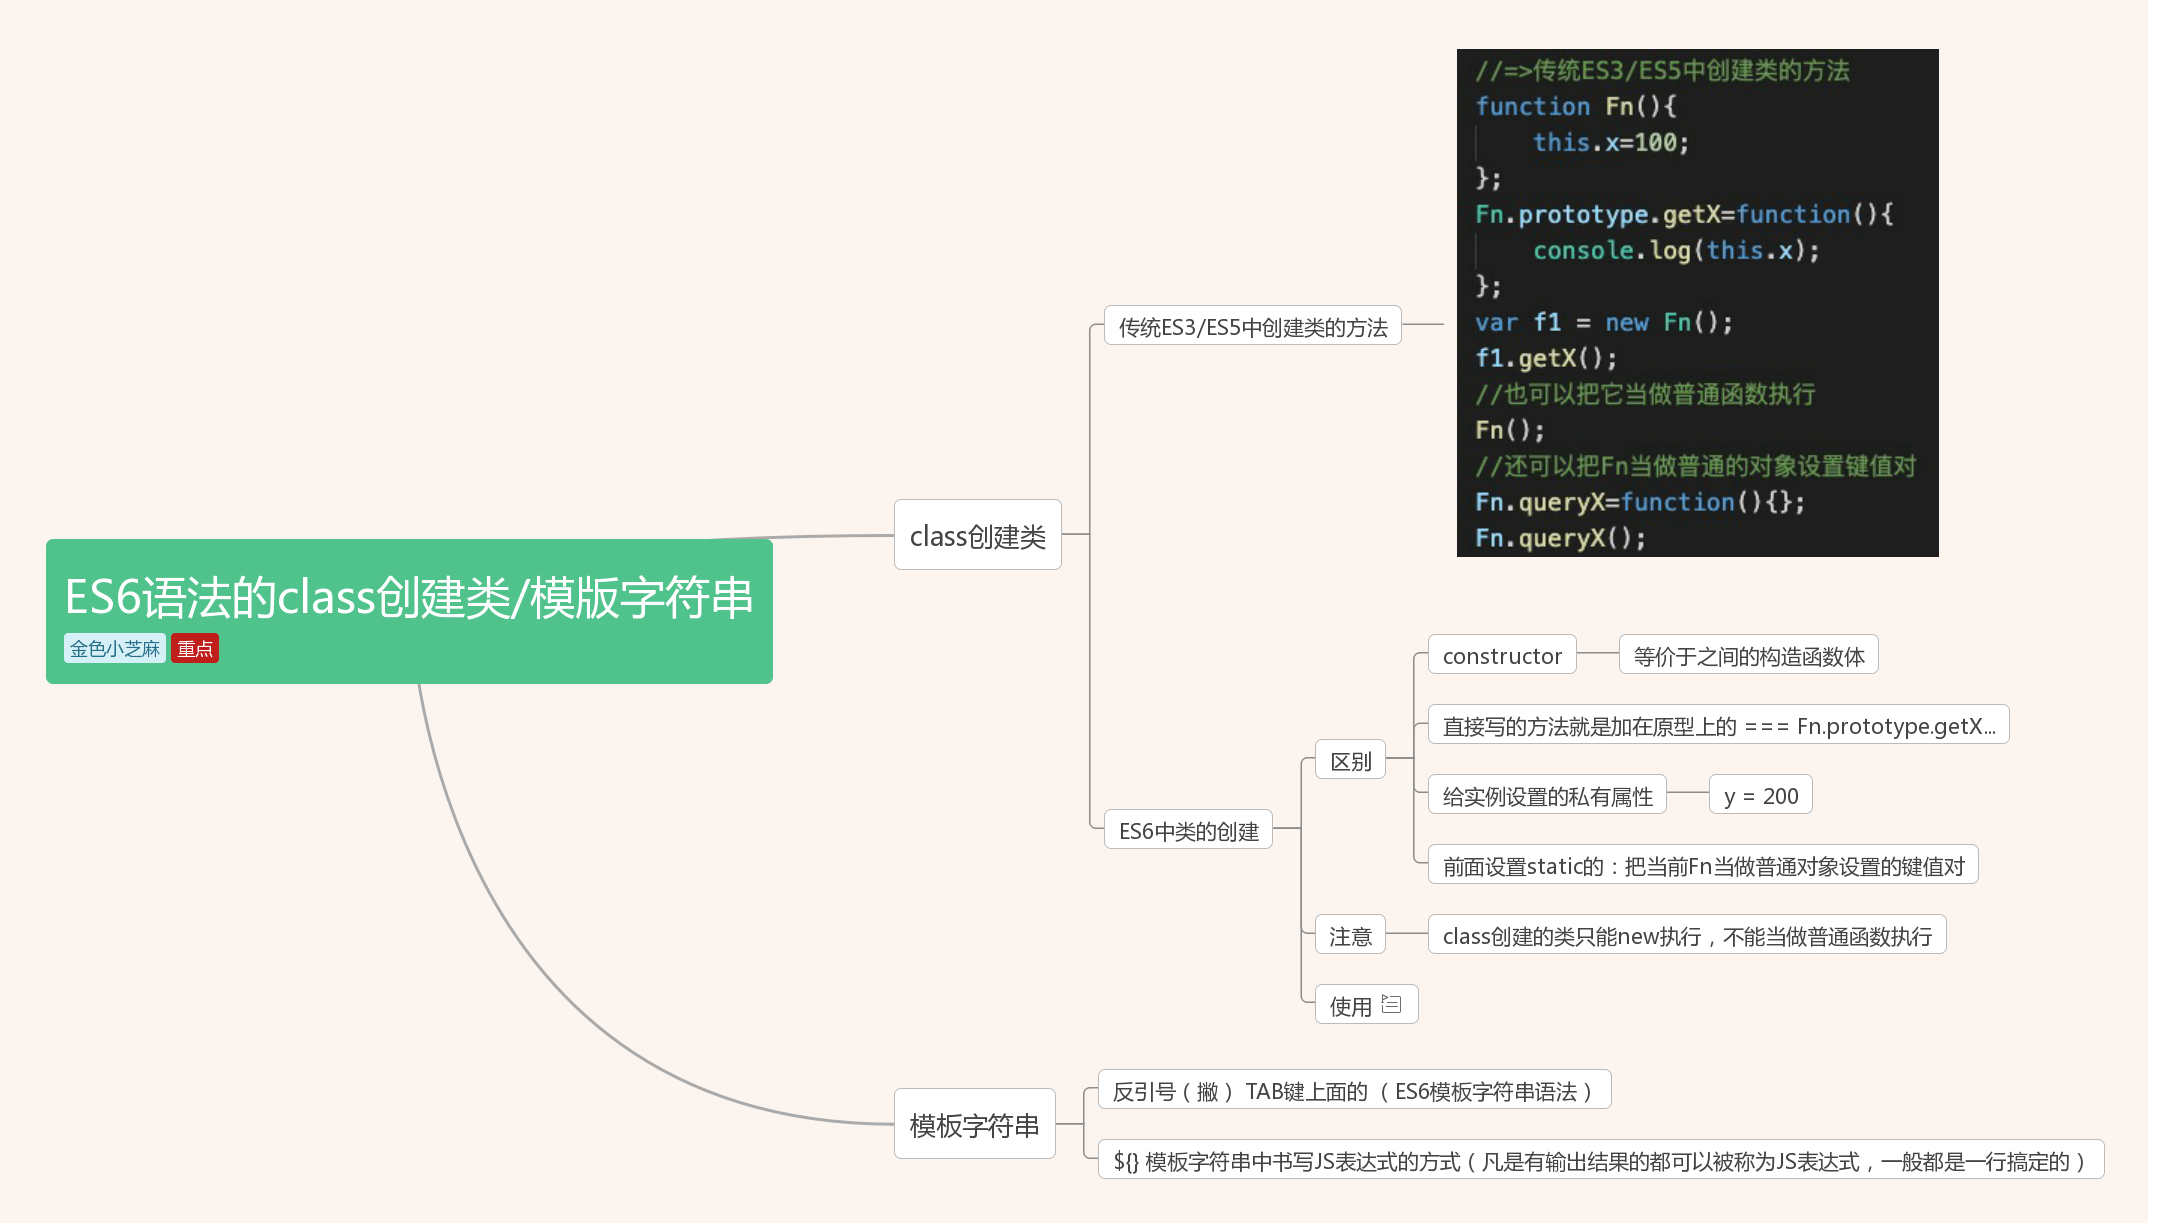 //=>传统ES3/ES5中创建类的方法
function Fn(){
    this.x=100;
};
Fn.prototype.getX=function(){
    console.log(this.x);
};
var f1 = new Fn();
f1.getX();
//也可以把它当做普通函数执行
Fn();
//还可以把Fn当做普通的对象设置键值对
Fn.queryX=function(){};
Fn.queryX();
传统ES3/ES5中创建类的方法
class创建类
ES6语法的class创建类/模版字符串
金色小芝麻 重点
constructor
等价于之间的构造函数体
直接写的方法就是加在原型上的 === Fn.prototype.getX...
区别
给实例设置的私有属性
y = 200
ES6中类的创建
前面设置static的：把当前Fn当做普通对象设置的键值对
注意
class创建的类只能new执行，不能当做普通函数执行
使用
反引号（撇） TAB键上面的 （ES6模板字符串语法）
模板字符串
${} 模板字符串中书写JS表达式的方式（凡是有输出结果的都可以被称为JS表达式，一般都是一行搞定的）